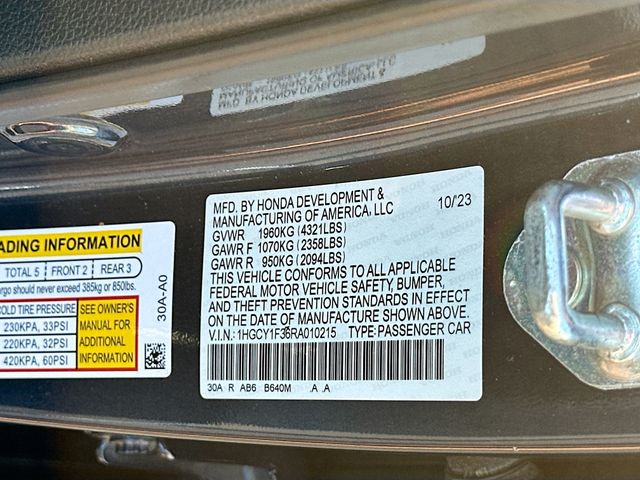 MFD. BY HONDA DEVELOPMENT &
MANUFACTURING OF AMERICA, LLC 10/23
GVWR 1960KG (4321LBS)
GAWR F 1070KG (2358LBS)
GAWR R 950KG (2094LBS)
THIS VEHICLE CONFORMS TO ALL APPLICABLE
FEDERAL MOTOR VEHICLE SAFETY, BUMPER,
AND THEFT PREVENTION STANDARDS IN EFFECT
ON THE DATE OF MANUFACTURE SHOWN ABOVE.
V.I.N.: 1HGCY1F36RA010215 TYPE: PASSENGER CAR
30A R AB6 B640M .A .A
ADING INFORMATION
TOTAL 5 FRONT 2 REAR 3
rgo should never exceed 385kg or 850lbs.
COLD TIRE PRESSURE
230KPA, 33PSI
220KPA, 32PSI
420KPA, 60PSI
SEE OWNER'S
MANUAL FOR
ADDITIONAL
INFORMATION
30A-A0